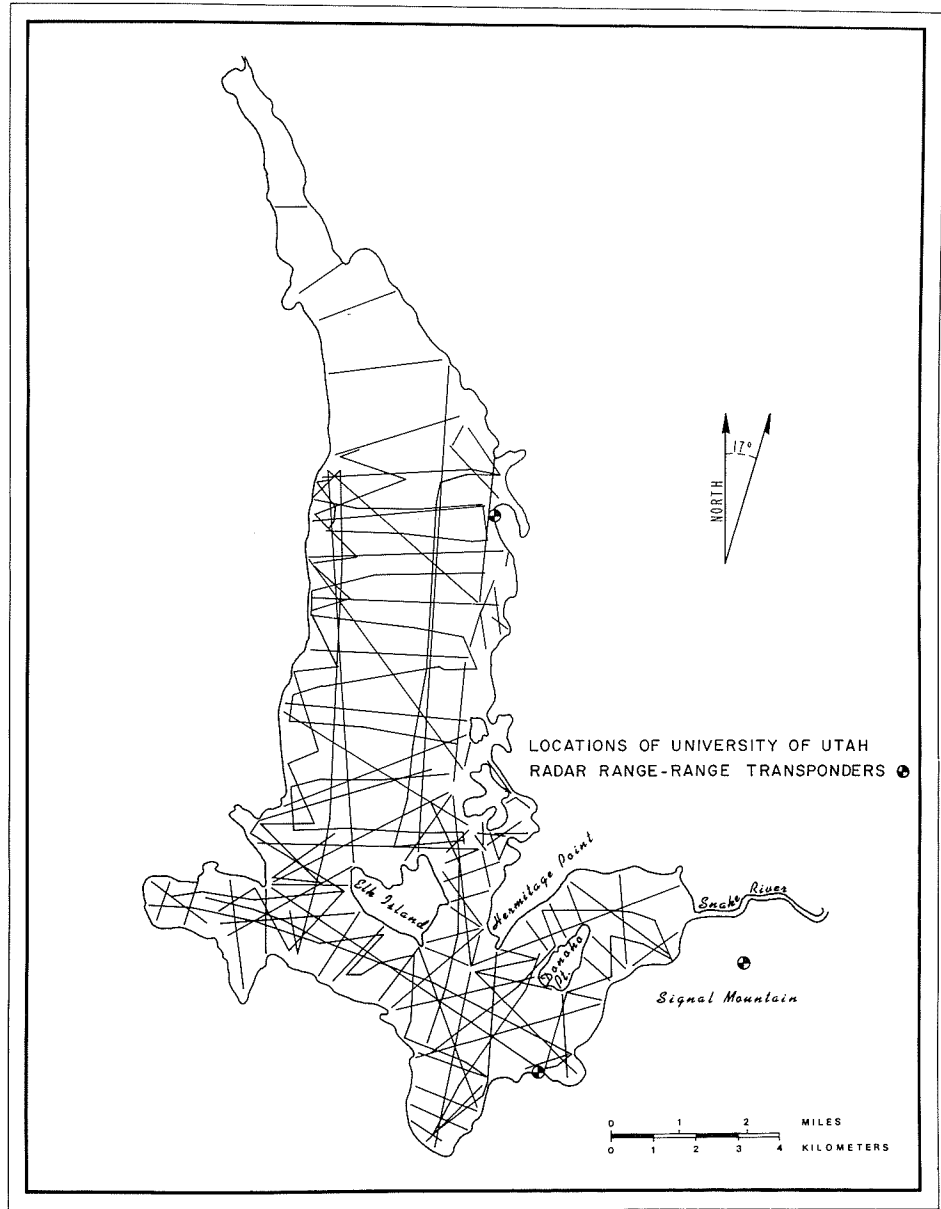 17°
NORTH
LOCATIONS OF UNIVERSITY OF UTAH
RADAR RANGE-RANGE TRANSPONDERS
Hermitage Point
Elk Island
Snake River
Donoho
Pt.
Signal Mountain
0 1 2 MILES
0 1 2 3 4 KILOMETERS